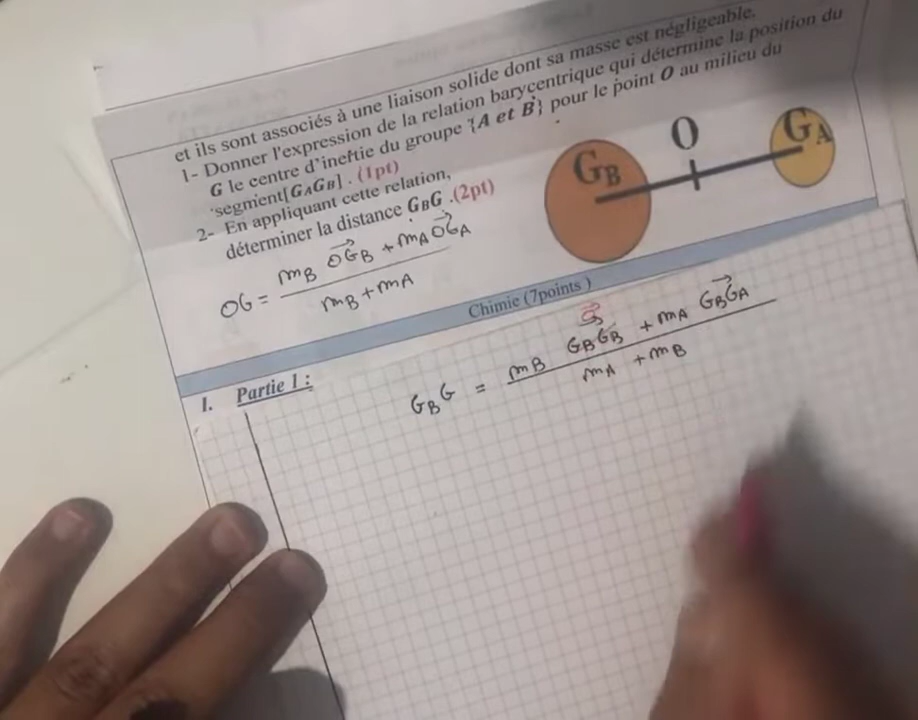 et ils sont associés à une liaison solide dont sa masse est négligeable.
1- Donner l'expression de la relation barycentrique qui détermine la position du
G le centre d'inertie du groupe {A et B} pour le point O au milieu du
segment[GAGB] . (1pt)
2- En appliquant cette relation,
déterminer la distance GBG .(2pt)
GB O GA
OG = (mB OGB + mA OGA) / (mB + mA)
Chimie (7points )
I. Partie 1 :
GBG = (mB GBGB + mA GBGA) / (mA + mB)